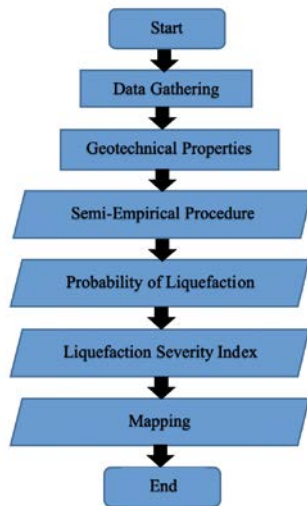 Start
Data Gathering
Geotechnical Properties
Semi-Empirical Procedure
Probability of Liquefaction
Liquefaction Severity Index
Mapping
End